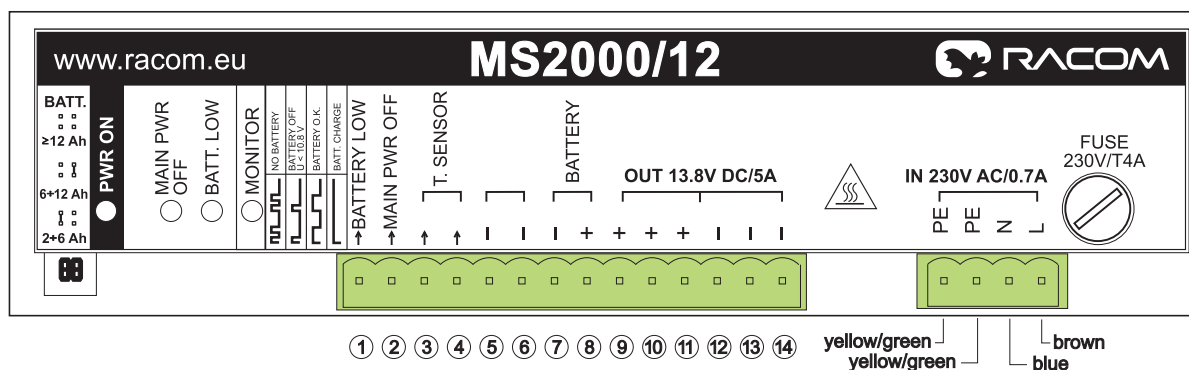 www.racom.eu
MS2000/12
RACOM
BATT.
≥12 Ah
6+12 Ah
2+6 Ah
PWR ON
MAIN PWR
OFF
BATT. LOW
MONITOR
NO BATTERY
BATTERY OFF
U < 10.8 V
BATTERY O.K.
BATT. CHARGE
BATTERY LOW
MAIN PWR OFF
T. SENSOR
BATTERY
OUT 13.8V DC/5A
IN 230V AC/0.7A
FUSE
230V/T4A
PE
PE
N
L
– – – + + + + – – –
1 2 3 4 5 6 7 8 9 10 11 12 13 14
yellow/green
yellow/green
brown
blue